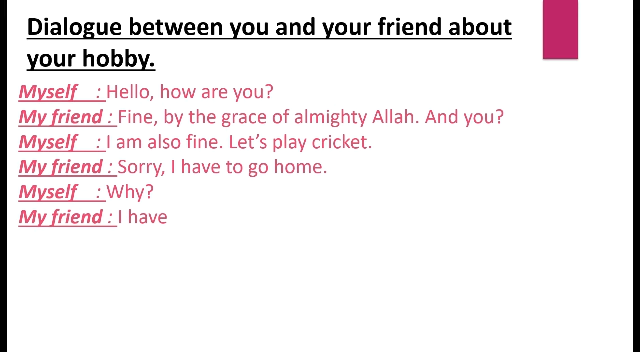 Dialogue between you and your friend about
your hobby.
Myself : Hello, how are you?
My friend : Fine, by the grace of almighty Allah. And you?
Myself : I am also fine. Let’s play cricket.
My friend : Sorry, I have to go home.
Myself : Why?
My friend : I have